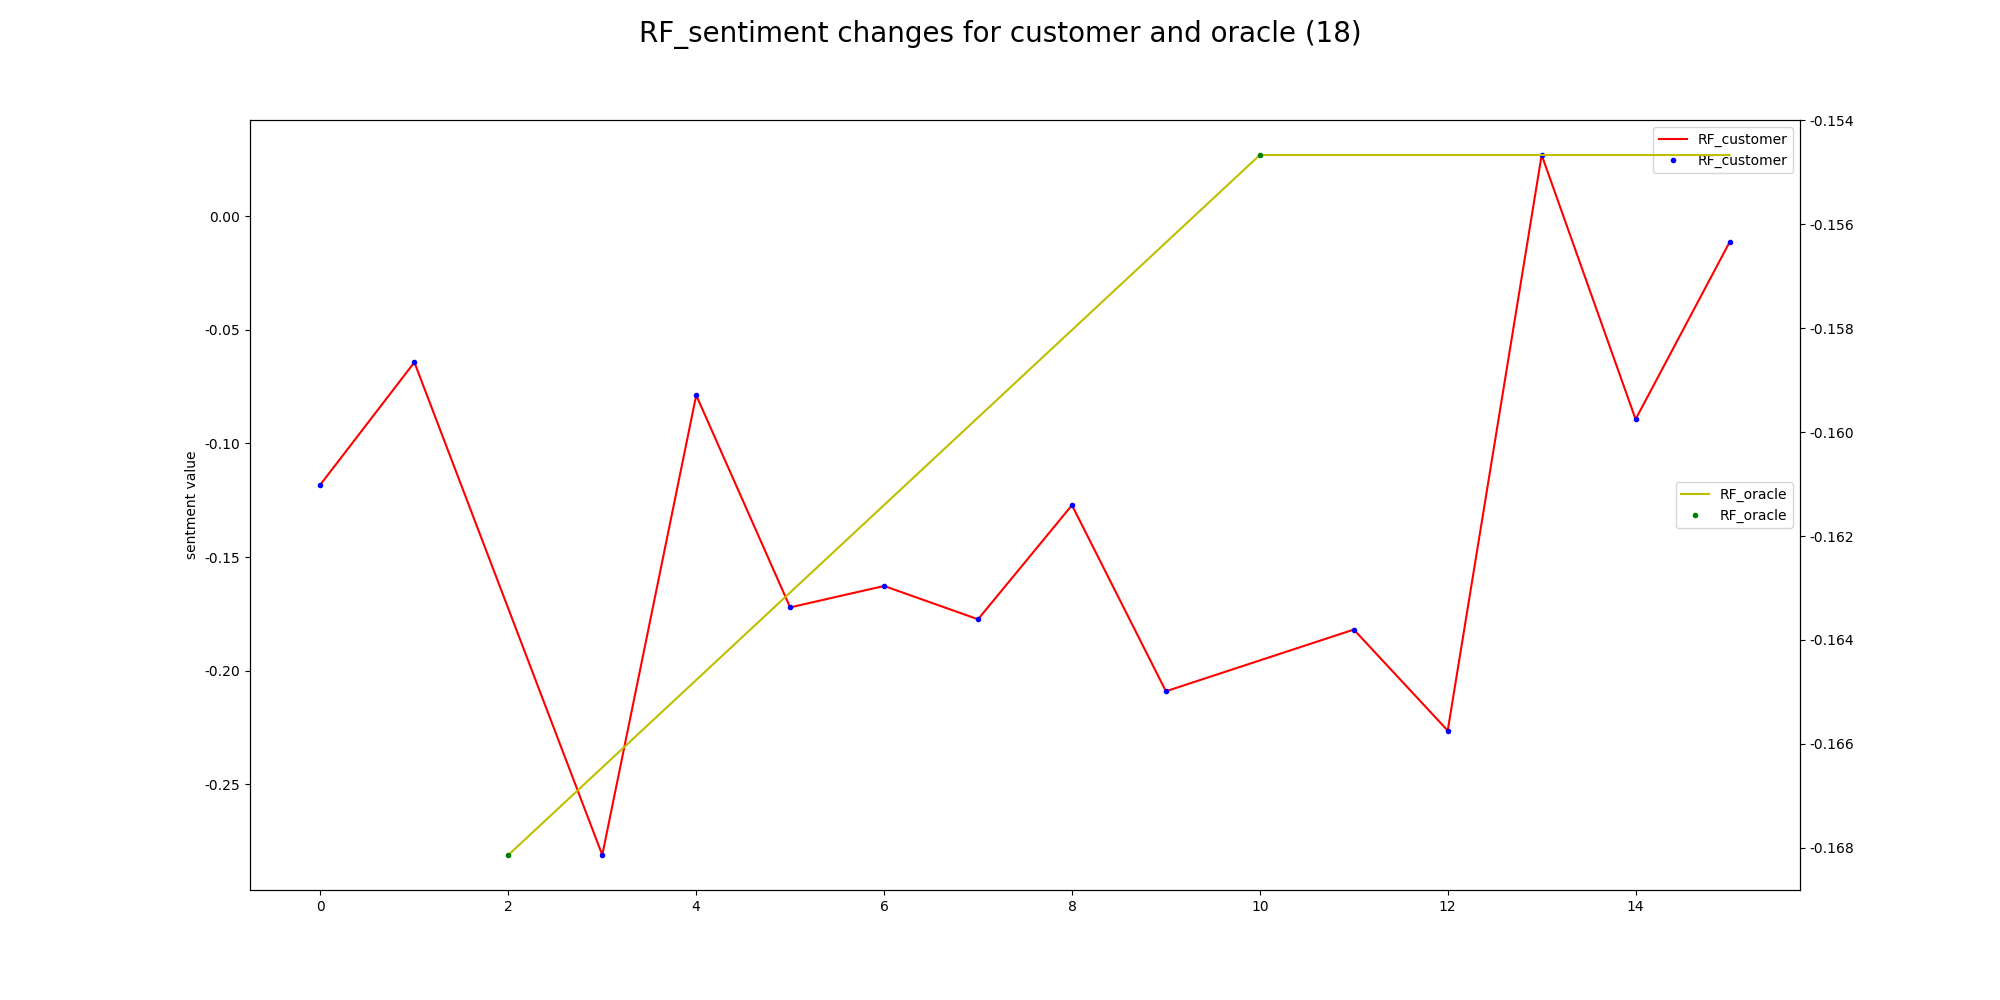 RF_sentiment changes for customer and oracle (18)
RF_customer
RF_customer
RF_oracle
RF_oracle
sentment value
0.00
-0.05
-0.10
-0.15
-0.20
-0.25
-0.154
-0.156
-0.158
-0.160
-0.162
-0.164
-0.166
-0.168
0 2 4 6 8 10 12 14